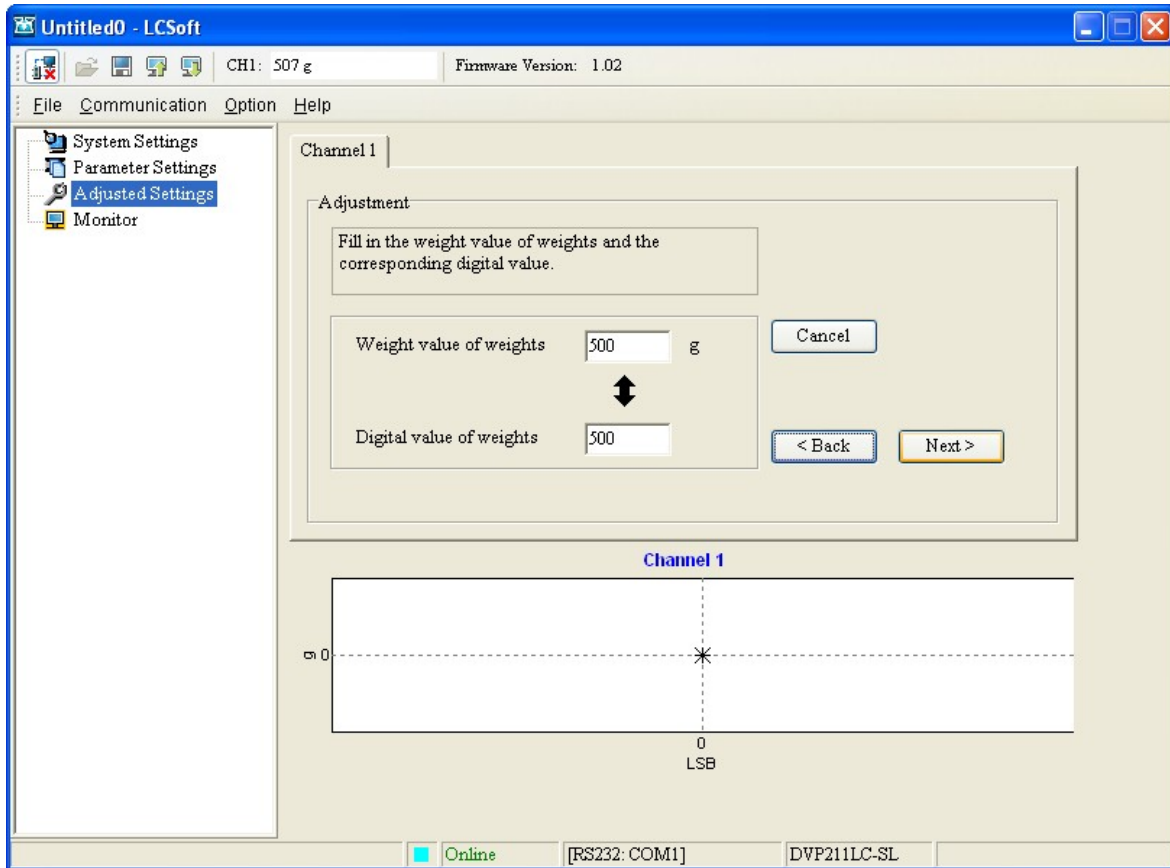 Untitled0 - LCSoft
CH1: 507 g Firmware Version: 1.02
File Communication Option Help
System Settings
Parameter Settings
Adjusted Settings
Monitor
Channel 1
Adjustment
Fill in the weight value of weights and the
corresponding digital value.
Weight value of weights 500 g
Cancel
Digital value of weights 500
< Back Next >
Channel 1
g 0
0
LSB
Online [RS232: COM1] DVP211LC-SL